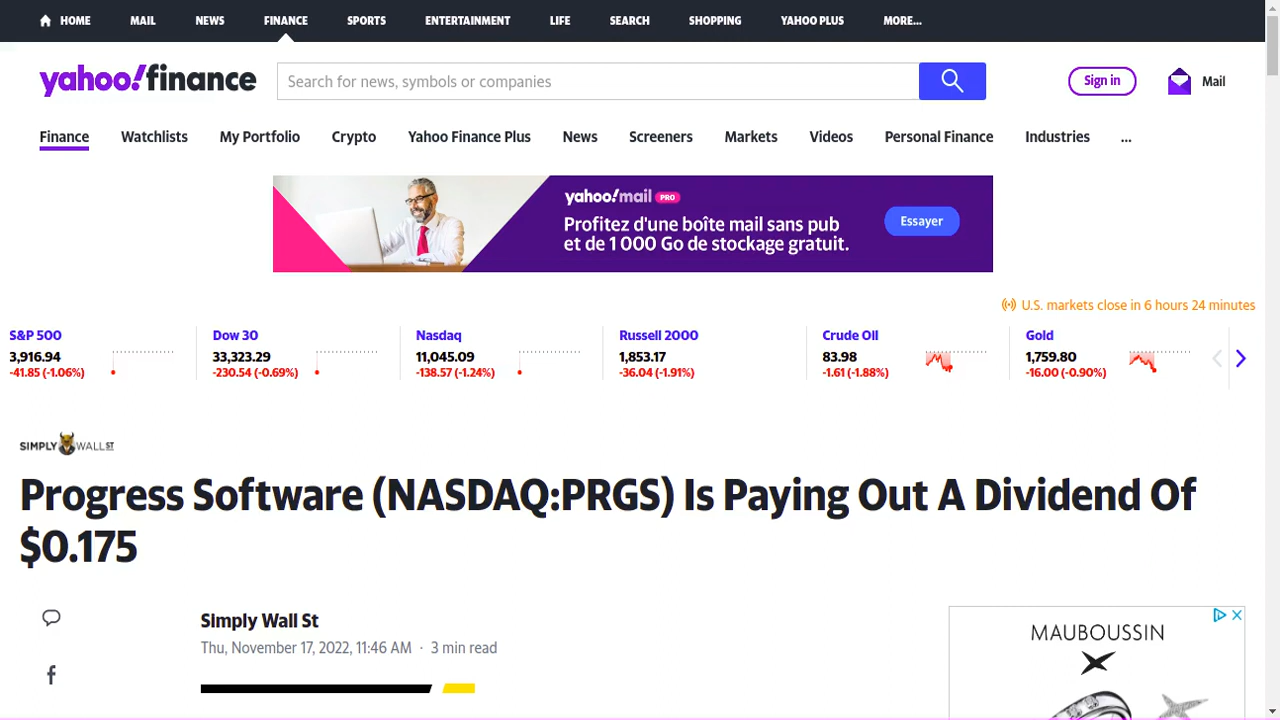 HOME MAIL NEWS FINANCE SPORTS ENTERTAINMENT LIFE SEARCH SHOPPING YAHOO PLUS MORE...
yahoo!finance
Search for news, symbols or companies
Sign in
Mail
Finance Watchlists My Portfolio Crypto Yahoo Finance Plus News Screeners Markets Videos Personal Finance Industries ...
yahoo!mail PRO
Profitez d'une boîte mail sans pub
et de 1 000 Go de stockage gratuit.
Essayer
U.S. markets close in 6 hours 24 minutes
S&P 500
3,916.94
-41.85 (-1.06%)
Dow 30
33,323.29
-230.54 (-0.69%)
Nasdaq
11,045.09
-138.57 (-1.24%)
Russell 2000
1,853.17
-36.04 (-1.91%)
Crude Oil
83.98
-1.61 (-1.88%)
Gold
1,759.80
-16.00 (-0.90%)
SIMPLY WALL ST
Progress Software (NASDAQ:PRGS) Is Paying Out A Dividend Of
$0.175
Simply Wall St
Thu, November 17, 2022, 11:46 AM · 3 min read
MAUBOUSSIN